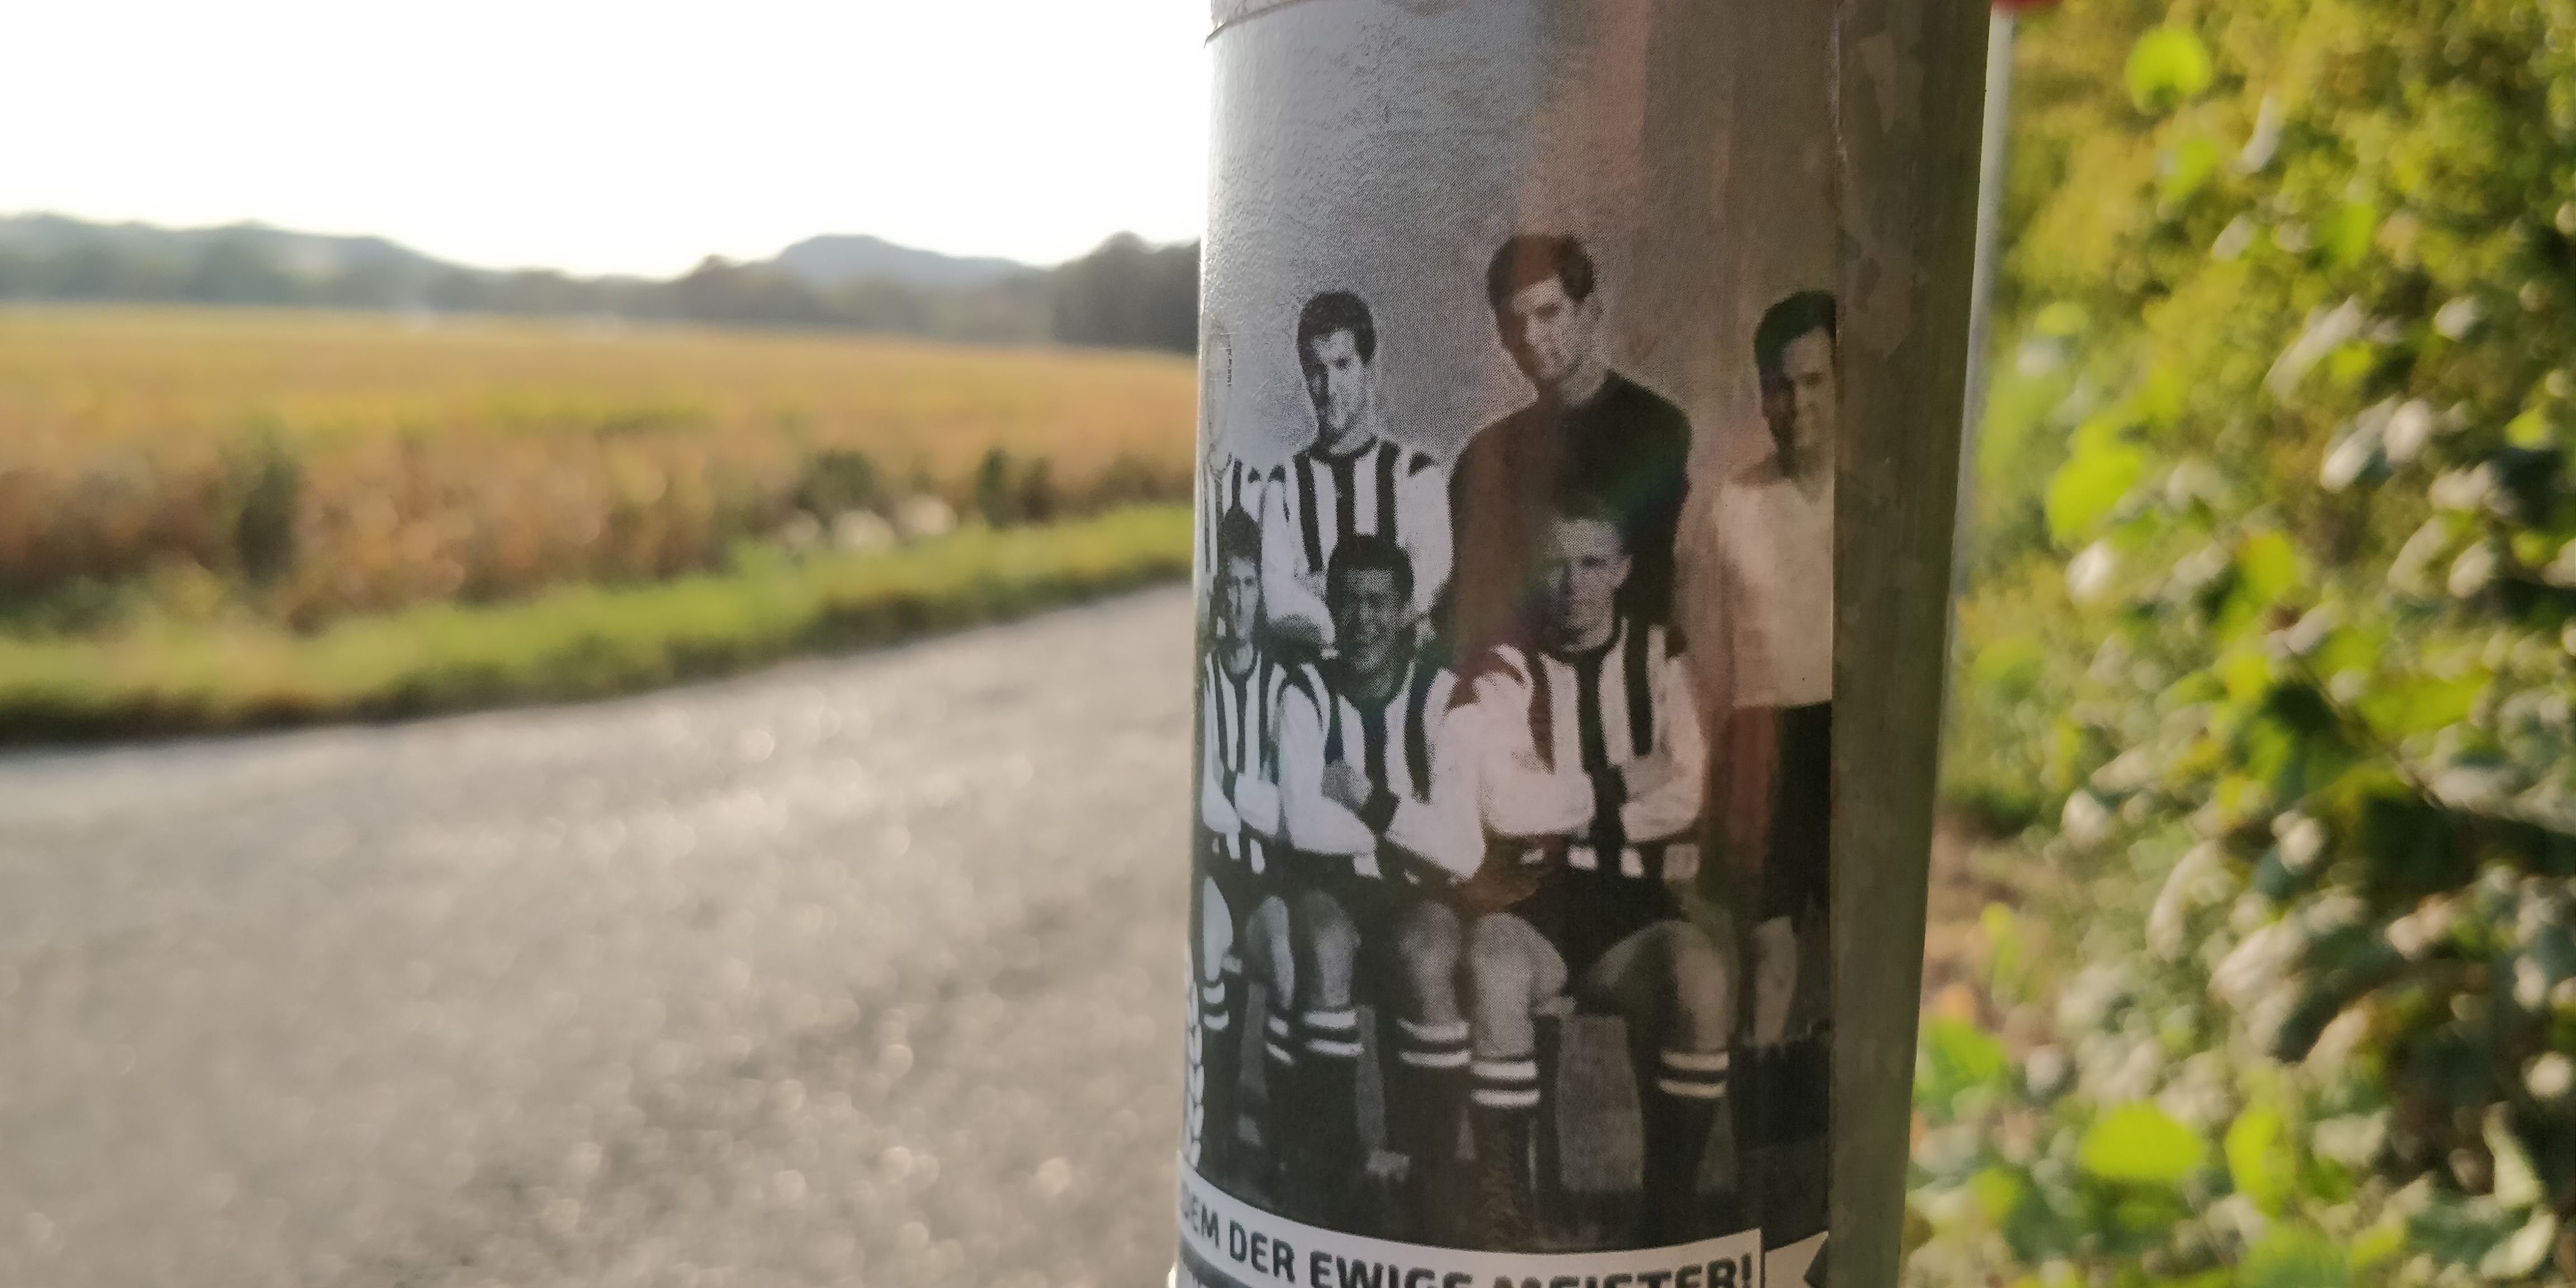 DEM DER EWIGE MEISTER!